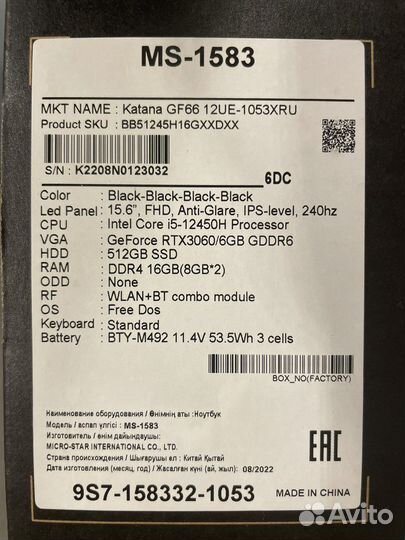 MS-1583
MKT NAME : Katana GF66 12UE-1053XRU
Product SKU : BB51245H16GXXDXX
S/N : K2208N0123032
6DC
Color : Black-Black-Black-Black
Led Panel : 15.6", FHD, Anti-Glare, IPS-level, 240hz
CPU : Intel Core i5-12450H Processor
VGA : GeForce RTX3060/6GB GDDR6
HDD : 512GB SSD
RAM : DDR4 16GB(8GB*2)
ODD : None
RF : WLAN+BT combo module
OS : Free Dos
Keyboard : Standard
Battery : BTY-M492 11.4V 53.5Wh 3 cells
BOX_NO(FACTORY)
Наименование оборудования / Өнімнің аты : Ноутбук
Модель / аспап үлгісі : MS-1583
Изготовитель / өнім дайындаушы:
MICRO-STAR INTERNATIONAL CO., LTD.
Страна происхождения / Шығарушы ел : Китай Қытай
Дата изготовления (месяц, год) / Жасалған күні (ай, жыл): 08/2022
EAC
9S7-158332-1053
MADE IN CHINA
Avito